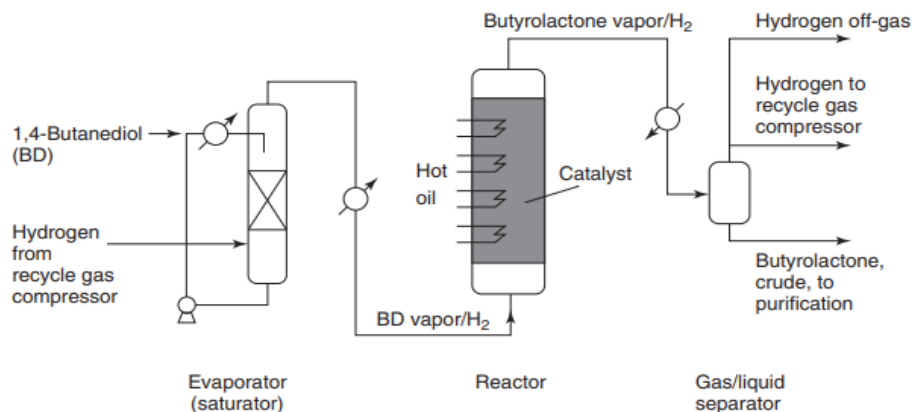 Butyrolactone vapor/H₂
Hydrogen off-gas
1,4-Butanediol
(BD)
Hydrogen to
recycle gas
compressor
Hot
oil
Catalyst
Hydrogen
from
recycle gas
compressor
Butyrolactone,
crude, to
purification
BD vapor/H₂
Evaporator
(saturator)
Reactor
Gas/liquid
separator